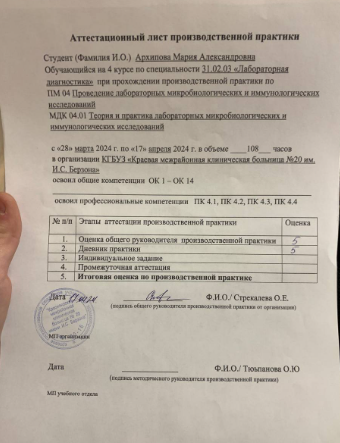 Аттестационный лист производственной практики
Студент (Фамилия И.О.) Архипова Мария Александровна
Обучающийся на 4 курсе по специальности 31.02.03 «Лабораторная
диагностика» при прохождении производственной практики по
ПМ 04 Проведение лабораторных микробиологических и иммунологических
исследований
МДК 04.01 Теория и практика лабораторных микробиологических и
иммунологических исследований
с «28» марта 2024 г. по «17» апреля 2024 г. в объеме ___108___ часов
в организации КГБУЗ «Краевая межрайонная клиническая больница №20 им.
И.С. Берзона»
освоил общие компетенции ОК 1 – ОК 14
освоил профессиональные компетенции ПК 4.1, ПК 4.2, ПК 4.3, ПК 4.4
№ п/п Этапы аттестации производственной практики Оценка
1. Оценка общего руководителя производственной практики 5
2. Дневник практики 5
3. Индивидуальное задание
4. Промежуточная аттестация
5. Итоговая оценка по производственной практике
Дата Ф.И.О./ Стрекалева О.Е.
(подпись общего руководителя производственной практики от организации)
МП организации
Дата Ф.И.О./ Тюмпанова О.Ю
(подпись методического руководителя производственной практики)
МП учебного отдела